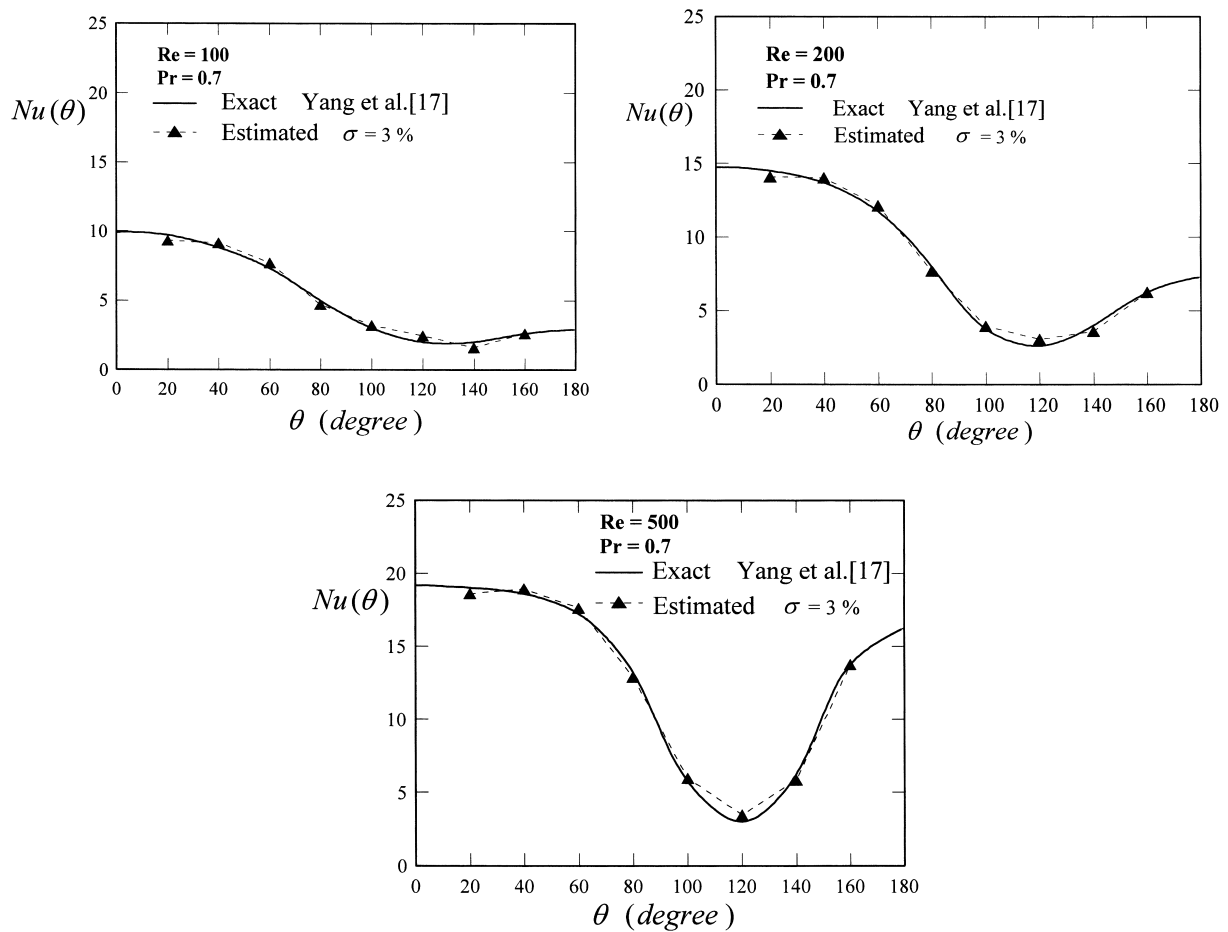 25
20
15
10
5
0
Nu(θ)
Re = 100
Pr = 0.7
Exact Yang et al.[17]
Estimated σ = 3 %
0 20 40 60 80 100 120 140 160 180
θ (degree)
25
20
15
10
5
0
Nu(θ)
Re = 200
Pr = 0.7
Exact Yang et al.[17]
Estimated σ = 3%
0 20 40 60 80 100 120 140 160 180
θ (degree)
25
20
15
10
5
0
Nu(θ)
Re = 500
Pr = 0.7
Exact Yang et al.[17]
Estimated σ = 3 %
0 20 40 60 80 100 120 140 160 180
θ (degree)